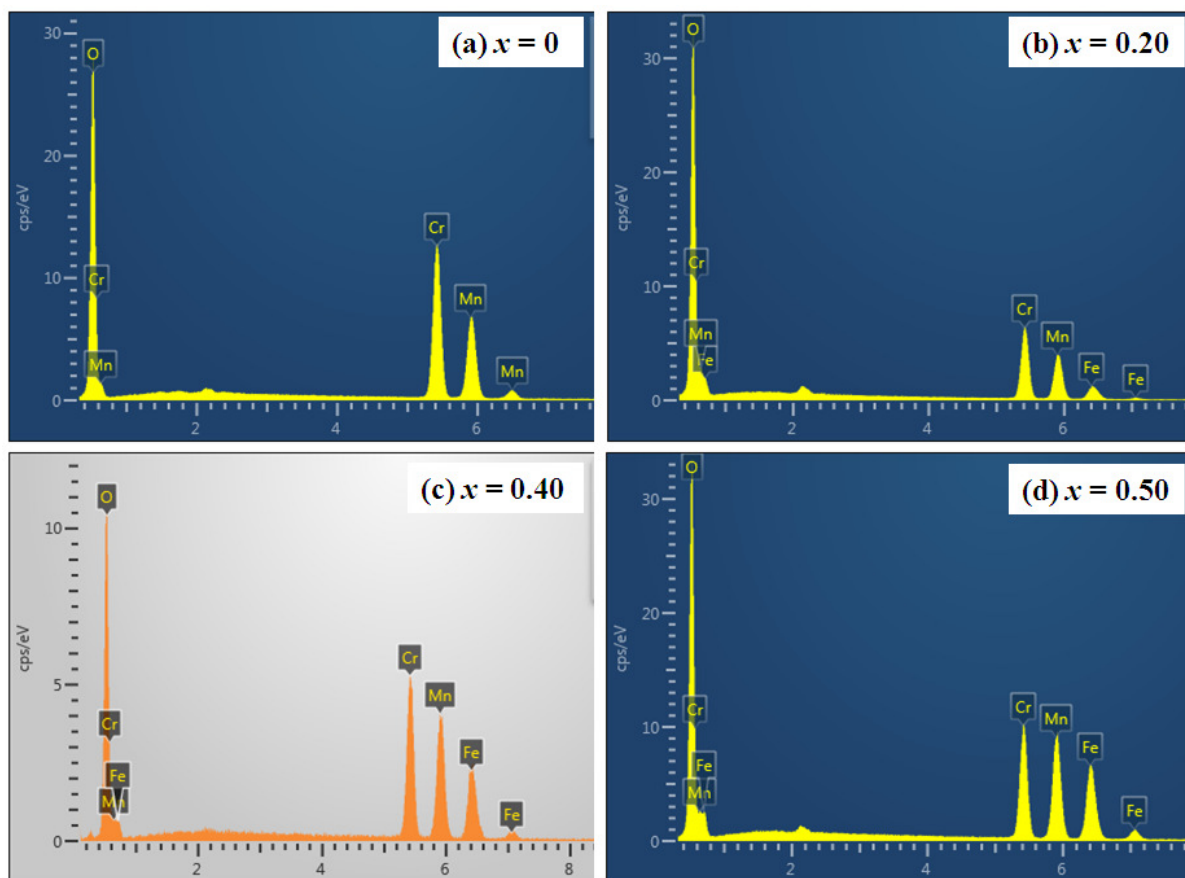 (a) x = 0
30
20
10
0
cps/eV
O
Cr
Mn
Cr
Mn
Mn
2
4
6
(b) x = 0.20
30
20
10
0
cps/eV
O
Cr
Mn
Fe
Cr
Mn
Fe
Fe
2
4
6
(c) x = 0.40
10
5
0
cps/eV
O
Cr
Fe
Mn
Cr
Mn
Fe
Fe
2
4
6
8
(d) x = 0.50
30
20
10
0
cps/eV
O
Cr
Fe
Mn
Cr
Mn
Fe
Fe
2
4
6